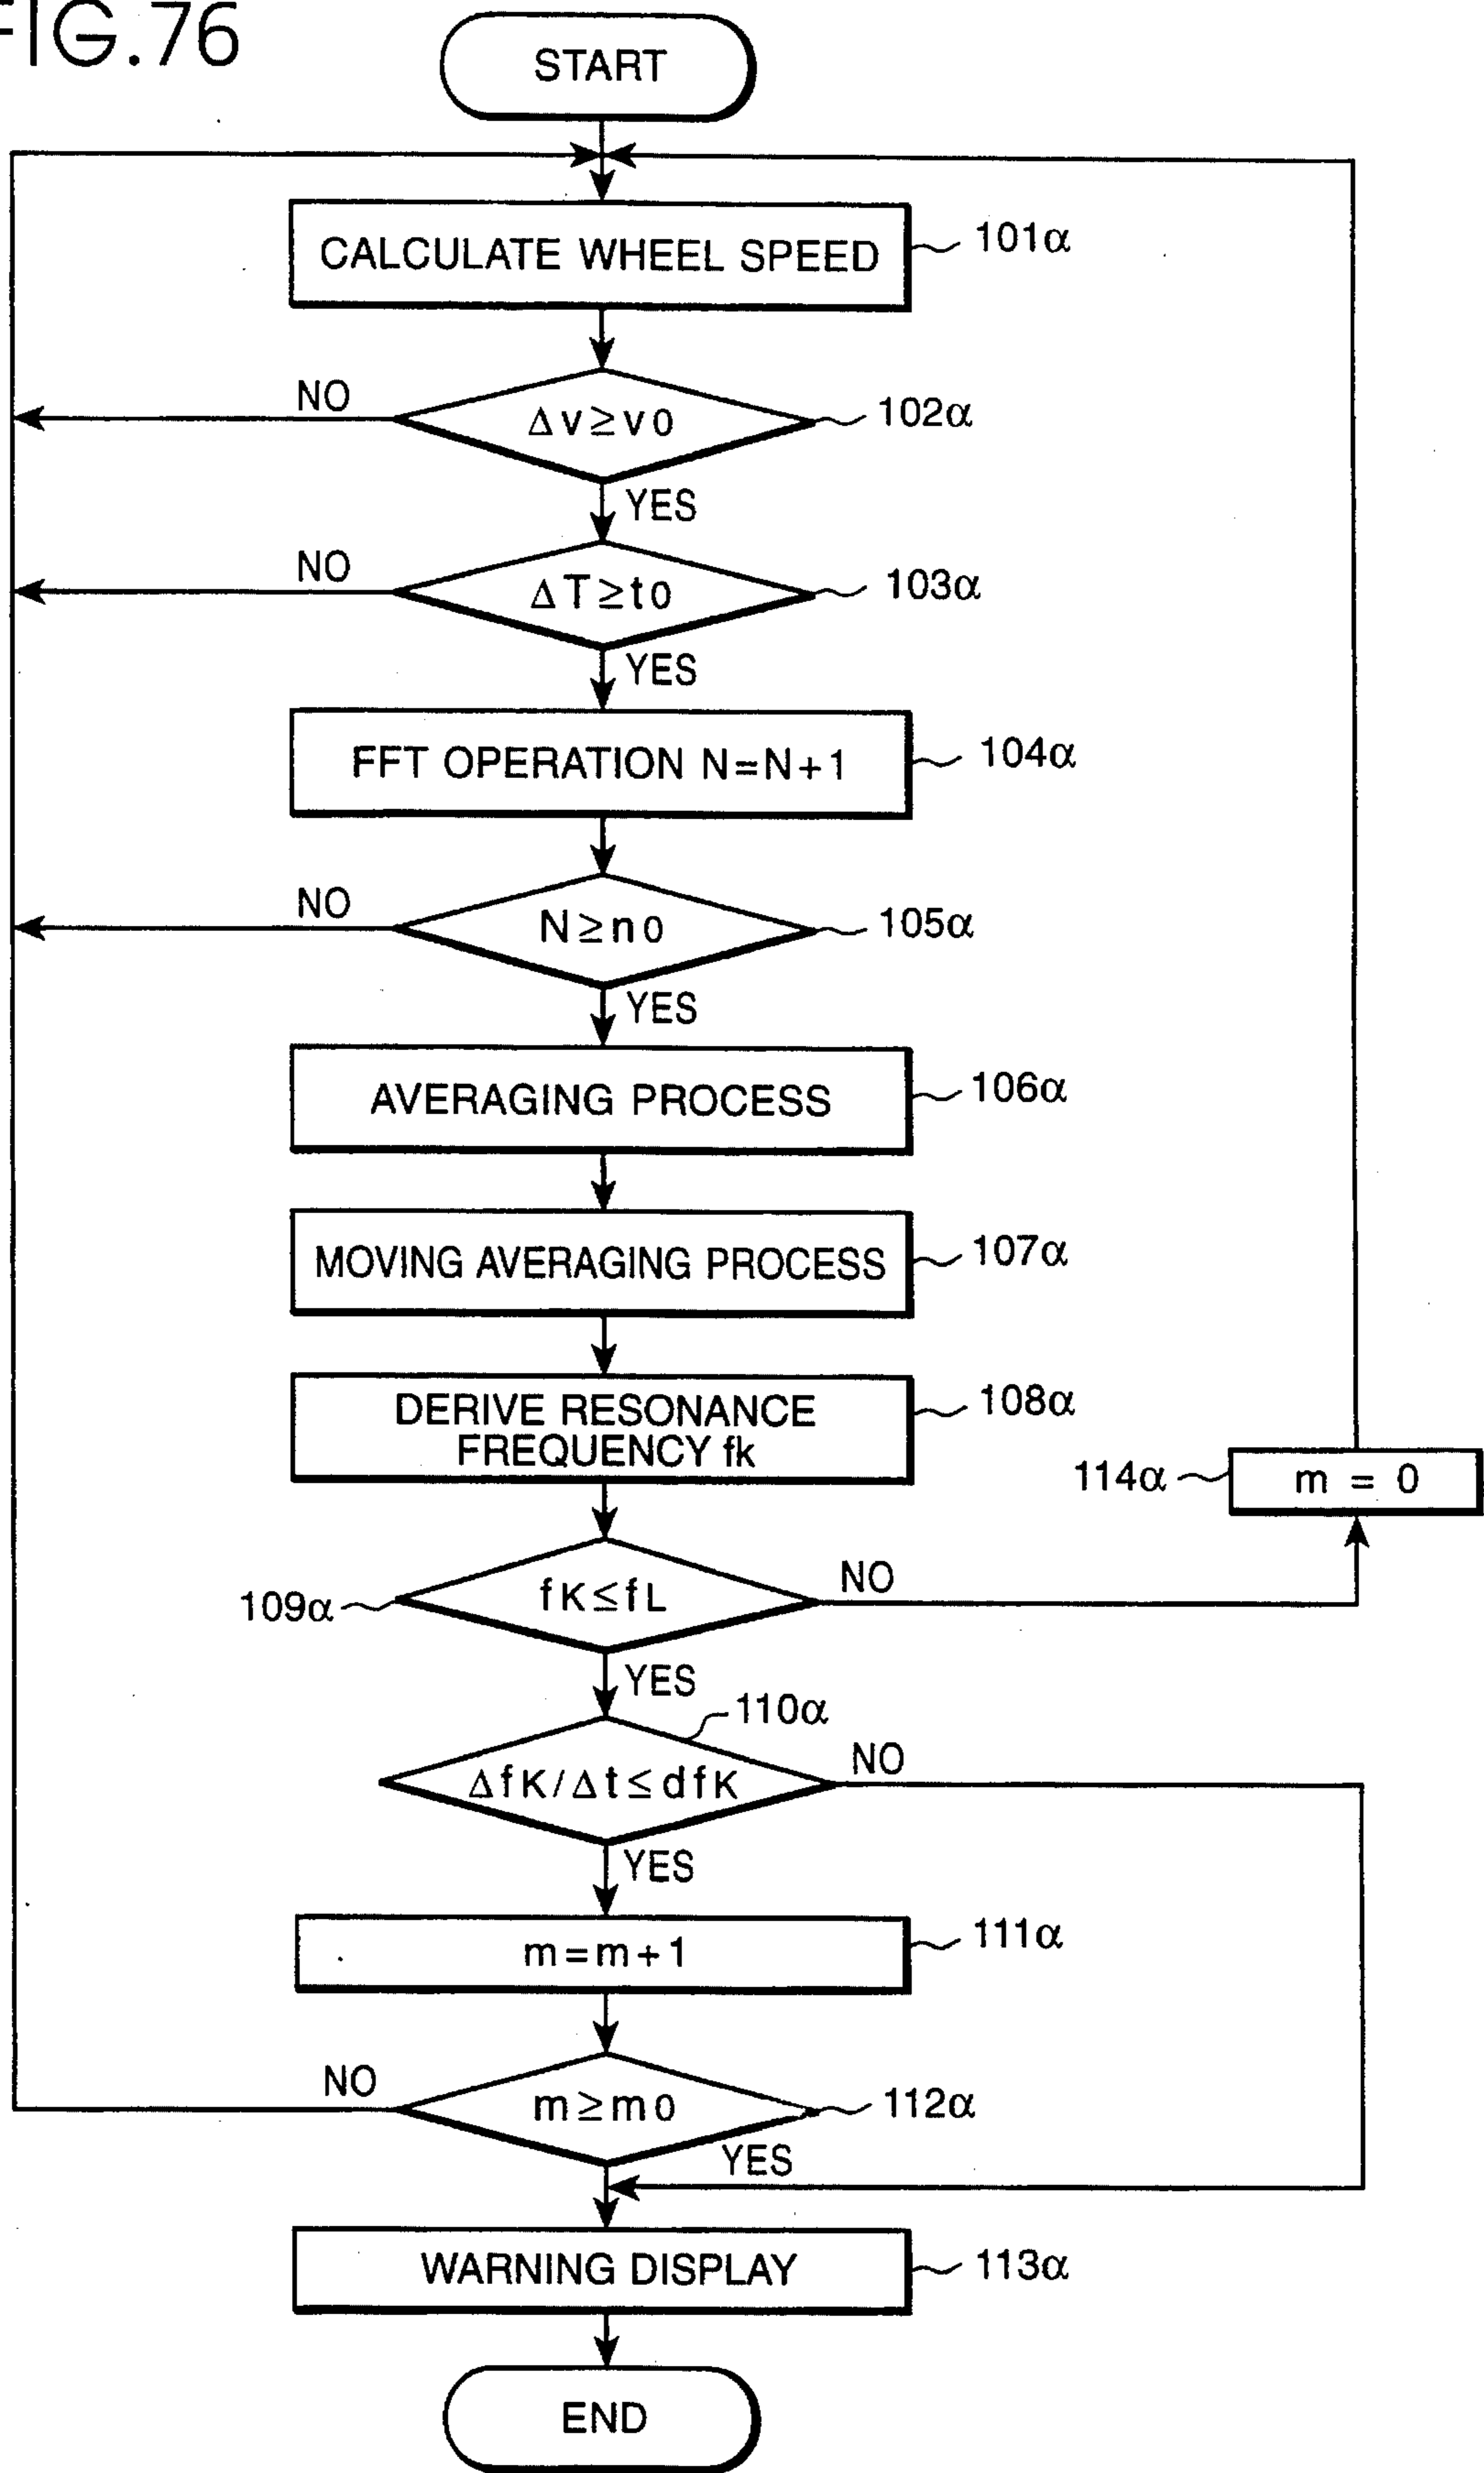 FIG.76
START
CALCULATE WHEEL SPEED
101α
NO
Δv≥v0
102α
YES
NO
ΔT≥t0
103α
YES
FFT OPERATION N=N+1
104α
NO
N≥n0
105α
YES
AVERAGING PROCESS
106α
MOVING AVERAGING PROCESS
107α
DERIVE RESONANCE
FREQUENCY fk
108α
114α
m = 0
109α
fK≤fL
NO
YES
110α
ΔfK/Δt≤dfK
NO
YES
m=m+1
111α
NO
m≥m0
112α
YES
WARNING DISPLAY
113α
END